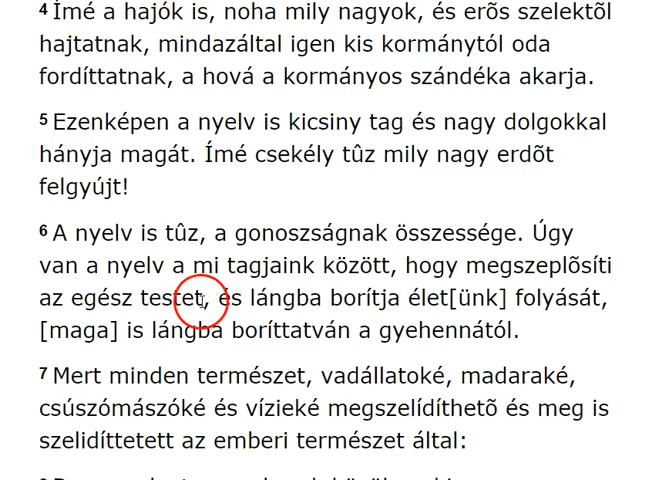 4 Ímé a hajók is, noha mily nagyok, és erõs szelektõl
hajtatnak, mindazáltal igen kis kormánytól oda
fordíttatnak, a hová a kormányos szándéka akarja.
5 Ezenképen a nyelv is kicsiny tag és nagy dolgokkal
hányja magát. Ímé csekély tûz mily nagy erdõt
felgyújt!
6 A nyelv is tûz, a gonoszságnak összessége. Úgy
van a nyelv a mi tagjaink között, hogy megszeplõsíti
az egész testet, és lángba borítja élet[ünk] folyását,
[maga] is lángba boríttatván a gyehennától.
7 Mert minden természet, vadállatoké, madaraké,
csúszómászóké és vízieké megszelídíthetõ és meg is
szelidíttetett az emberi természet által: